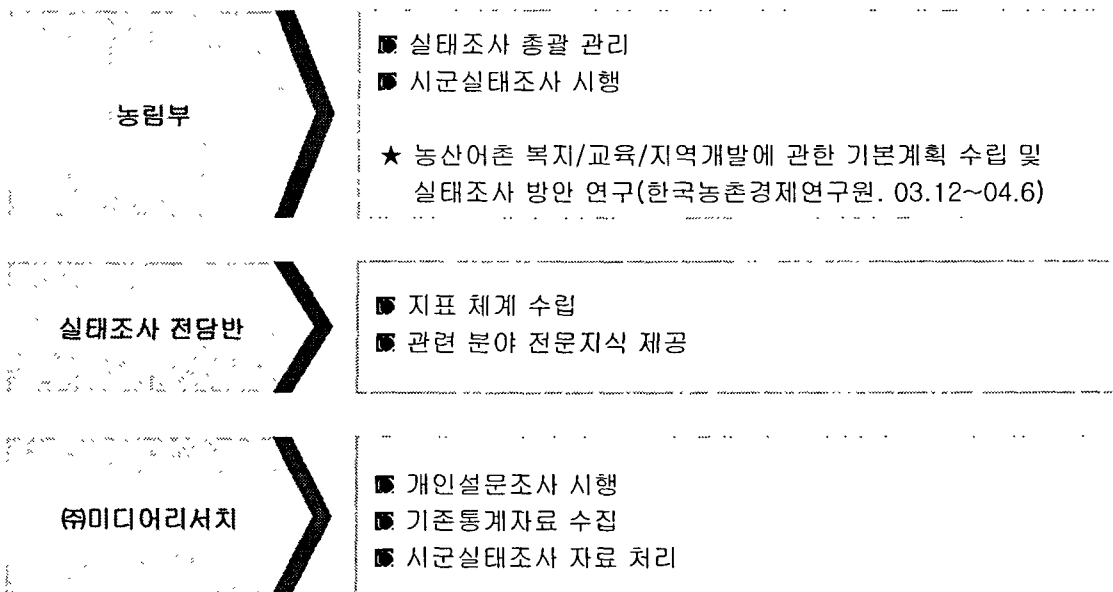 농림부
■ 실태조사 총괄 관리
■ 시군실태조사 시행
★ 농산어촌 복지/교육/지역개발에 관한 기본계획 수립 및
실태조사 방안 연구(한국농촌경제연구원. 03.12~04.6)
실태조사 전담반
■ 지표 체계 수립
■ 관련 분야 전문지식 제공
㈜미디어리서치
■ 개인설문조사 시행
■ 기존통계자료 수집
■ 시군실태조사 자료 처리